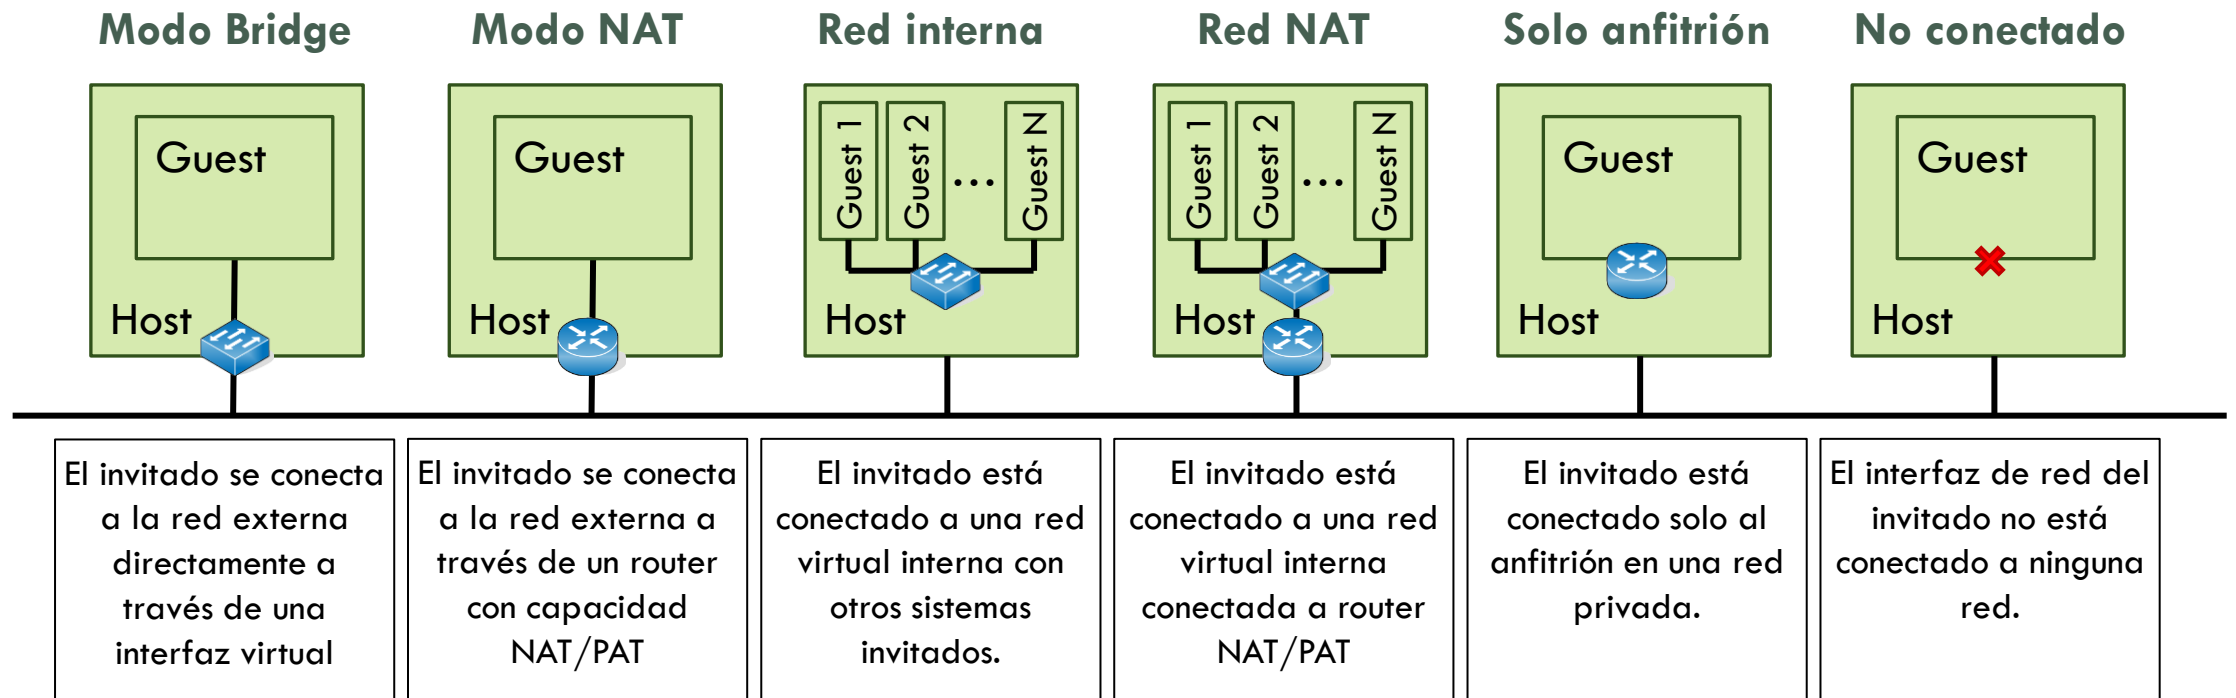 Modo Bridge
Guest
Host
El invitado se conecta
a la red externa
directamente a
través de una
interfaz virtual
Modo NAT
Guest
Host
El invitado se conecta
a la red externa a
través de un router
con capacidad
NAT/PAT
Red interna
Guest 1
Guest 2
...
Guest N
Host
El invitado está
conectado a una red
virtual interna con
otros sistemas
invitados.
Red NAT
Guest 1
Guest 2
...
Guest N
Host
El invitado está
conectado a una red
virtual interna
conectada a router
NAT/PAT
Solo anfitrión
Guest
Host
El invitado está
conectado solo al
anfitrión en una red
privada.
No conectado
Guest
Host
El interfaz de red del
invitado no está
conectado a ninguna
red.